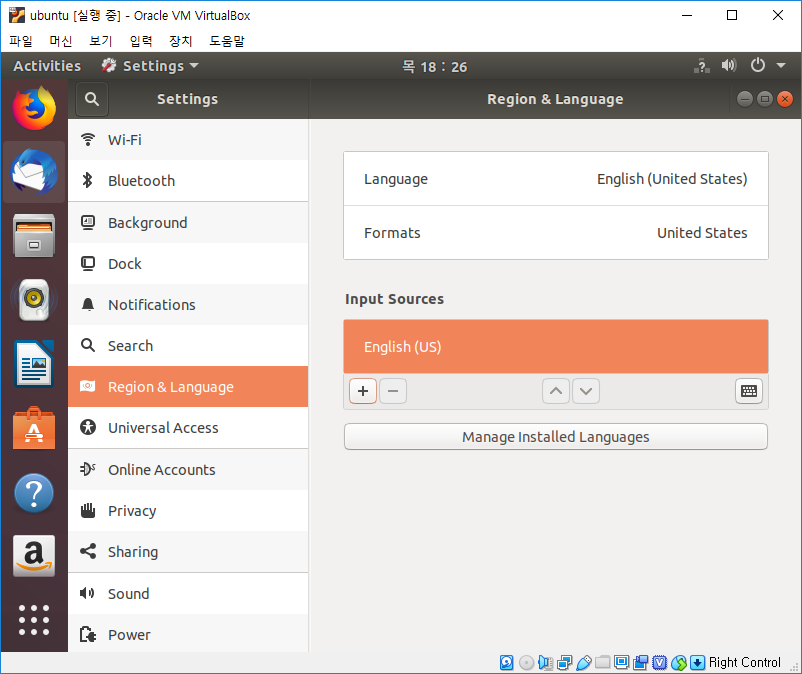 ubuntu [실행 중] - Oracle VM VirtualBox
파일 머신 보기 입력 장치 도움말
Activities Settings 목 18 : 26
Settings Region & Language
Wi-Fi
Bluetooth
Background
Dock
Notifications
Search
Region & Language
Universal Access
Online Accounts
Privacy
Sharing
Sound
Power
Language English (United States)
Formats United States
Input Sources
English (US)
Manage Installed Languages
Right Control